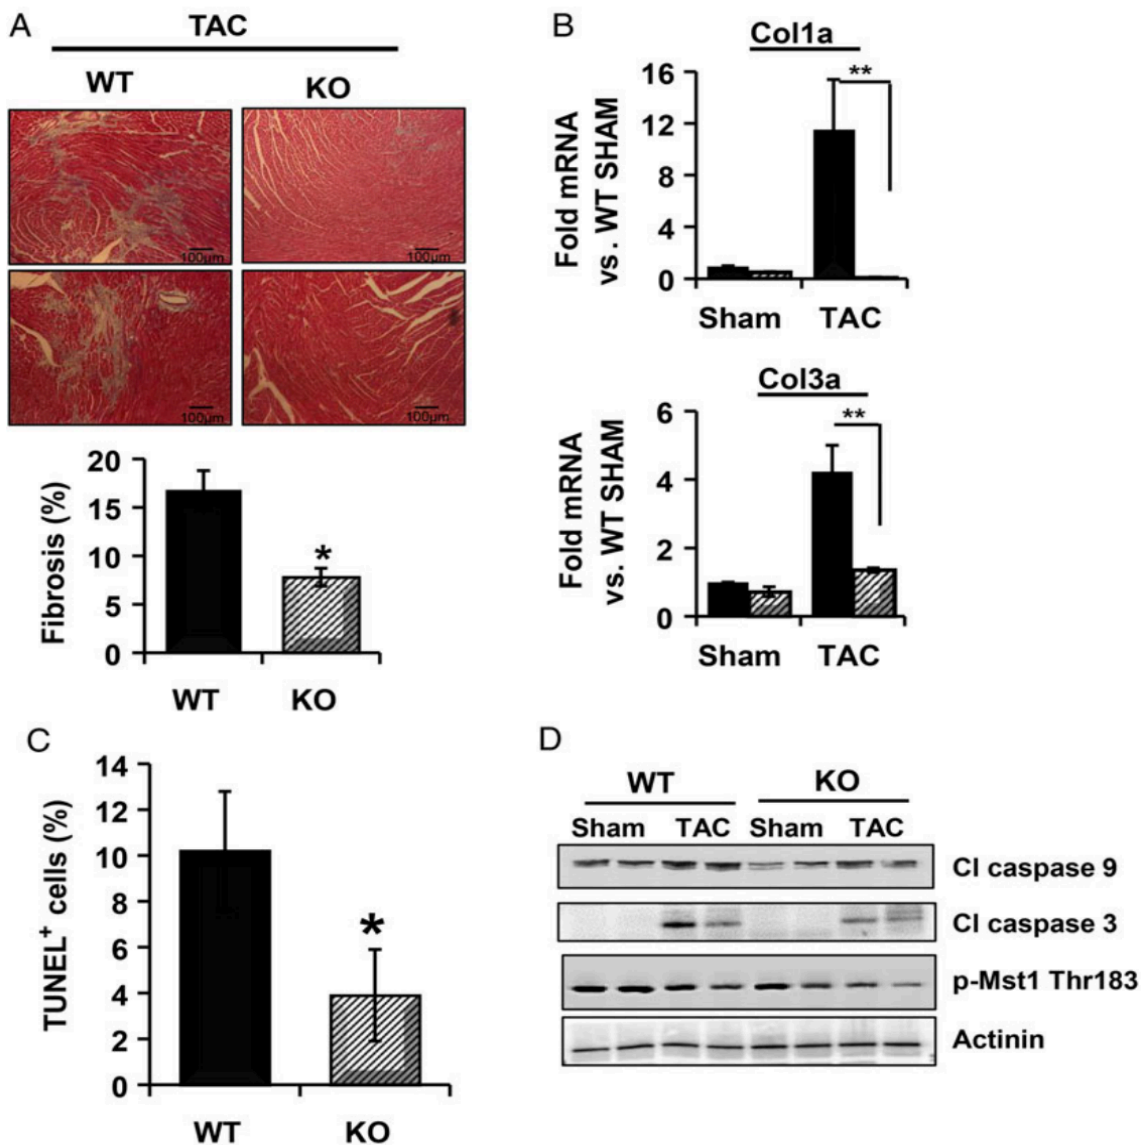 A
TAC
WT
KO
100µm
100µm
100µm
100µm
Fibrosis (%)
20
15
10
5
0
*
WT
KO
B
Col1a
Fold mRNA
vs. WT SHAM
16
12
8
4
0
**
Sham
TAC
Col3a
Fold mRNA
vs. WT SHAM
6
4
2
0
**
Sham
TAC
C
TUNEL+ cells (%)
14
12
10
8
6
4
2
0
*
WT
KO
D
WT
KO
Sham
TAC
Sham
TAC
Cl caspase 9
Cl caspase 3
p-Mst1 Thr183
Actinin